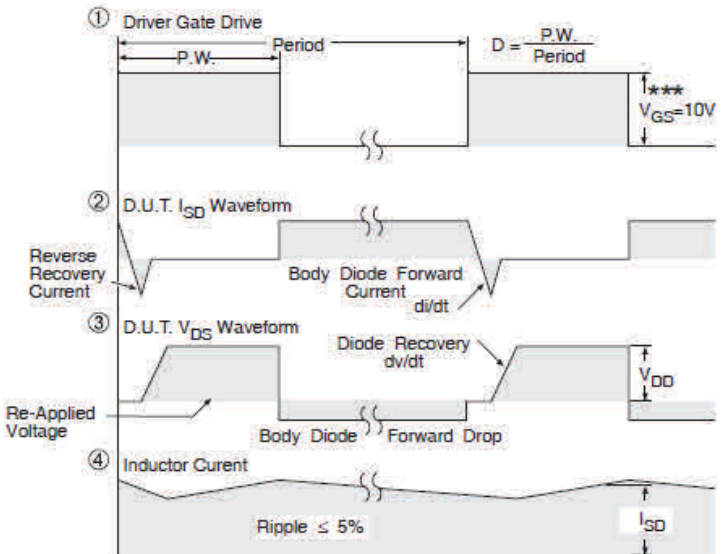 ① Driver Gate Drive
P.W.
Period
D = P.W.
Period
***
VGS=10V
② D.U.T. ISD Waveform
Reverse
Recovery
Current
Body Diode Forward
Current
di/dt
③ D.U.T. VDS Waveform
Diode Recovery
dv/dt
VDD
Re-Applied
Voltage
Body Diode Forward Drop
④ Inductor Curent
Ripple ≤ 5%
ISD